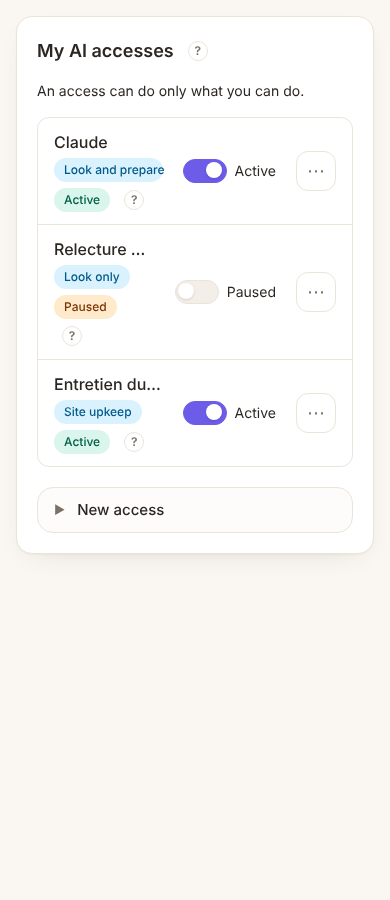 My AI accesses ?
An access can do only what you can do.
Claude
Look and prepare
Active ?
Active
...
Relecture ...
Look only
Paused
?
Paused
...
Entretien du...
Site upkeep
Active ?
Active
...
New access